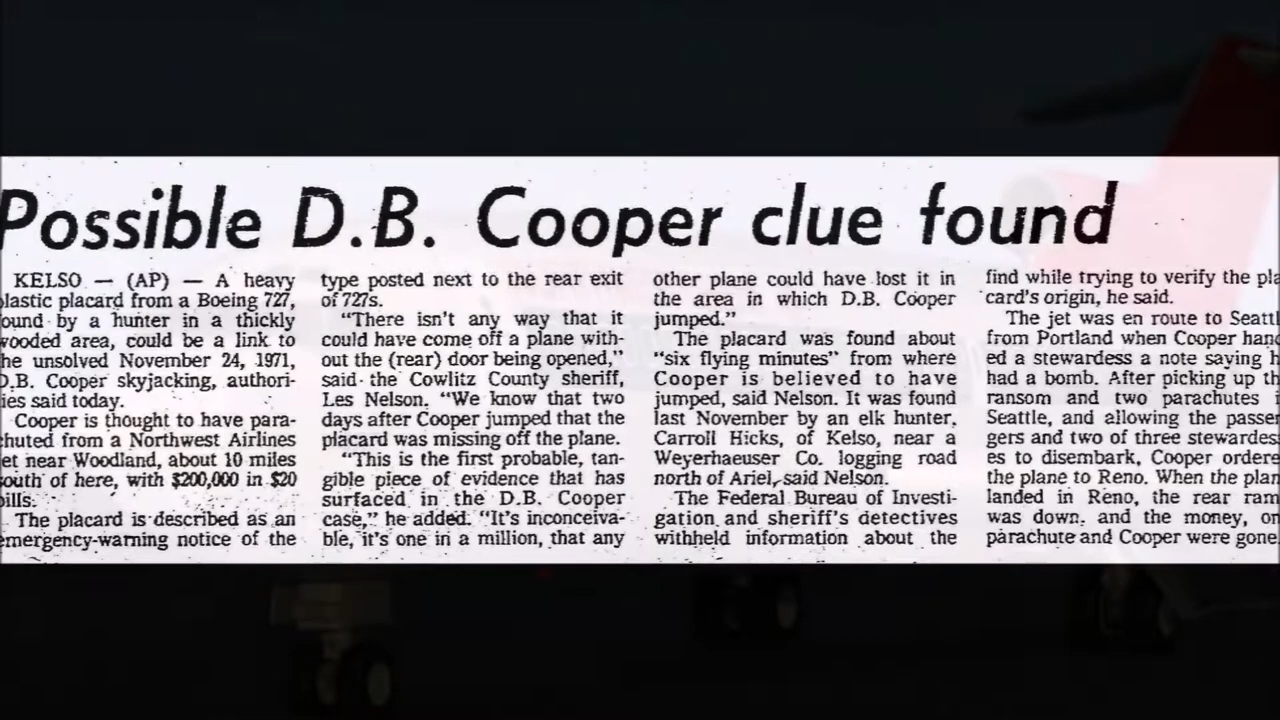 Possible D.B. Cooper clue found
KELSO — (AP) — A heavy
plastic placard from a Boeing 727,
ound by a hunter in a thickly
wooded area, could be a link to
he unsolved November 24, 1971,
D.B. Cooper skyjacking, authori-
ies said today.
Cooper is thought to have para-
chuted from a Northwest Airlines
et near Woodland, about 10 miles
south of here, with $200,000 in $20
bills.
The placard is described as an
emergency-warning notice of the
type posted next to the rear exit
of 727s.
"There isn't any way that it
could have come off a plane with-
out the (rear) door being opened,"
said the Cowlitz County sheriff,
Les Nelson. "We know that two
days after Cooper jumped that the
placard was missing off the plane.
"This is the first probable, tan-
gible piece of evidence that has
surfaced in the D.B. Cooper
case," he added. "It's inconceiva-
ble, it's one in a million, that any
other plane could have lost it in
the area in which D.B. Cooper
jumped."
The placard was found about
"six flying minutes" from where
Cooper is believed to have
jumped, said Nelson. It was found
last November by an elk hunter,
Carroll Hicks, of Kelso, near a
Weyerhaeuser Co. logging road
north of Ariel, said Nelson.
The Federal Bureau of Investi-
gation and sheriff's detectives
withheld information about the
find while trying to verify the pla
card's origin, he said.
The jet was en route to Seattl
from Portland when Cooper hand
ed a stewardess a note saying h
had a bomb. After picking up th
ransom and two parachutes i
Seattle, and allowing the passen
gers and two of three stewardess
es to disembark, Cooper ordere
the plane to Reno. When the plan
landed in Reno, the rear ram
was down, and the money, on
parachute and Cooper were gone.